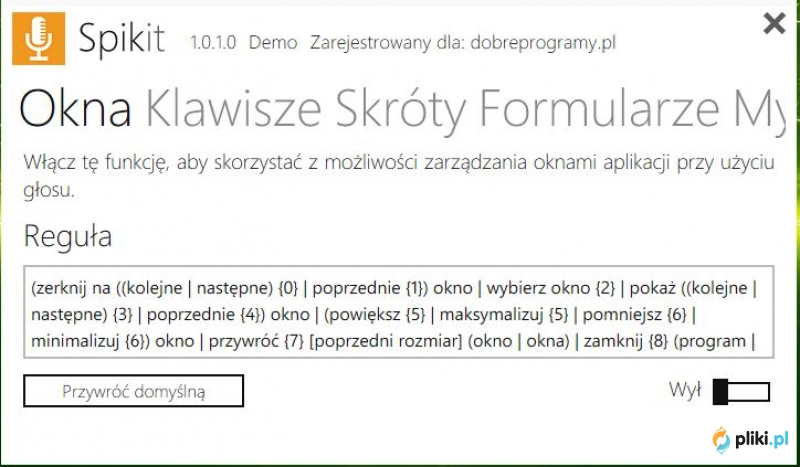 Spikit 1.0.1.0 Demo Zarejestrowany dla: dobreprogramy.pl
Okna Klawisze Skróty Formularze My
Włącz tę funkcję, aby skorzystać z możliwości zarządzania oknami aplikacji przy użyciu
głosu.
Reguła
(zerknij na ((kolejne | następne) {0} | poprzednie {1}) okno | wybierz okno {2} | pokaż ((kolejne |
następne) {3} | poprzednie {4}) okno | (powiększ {5} | maksymalizuj {5} | pomniejsz {6} |
minimalizuj {6}) okno | przywróć {7} [poprzedni rozmiar] (okno | okna) | zamknij {8} (program |
Przywróć domyślną
Wył
pliki.pl